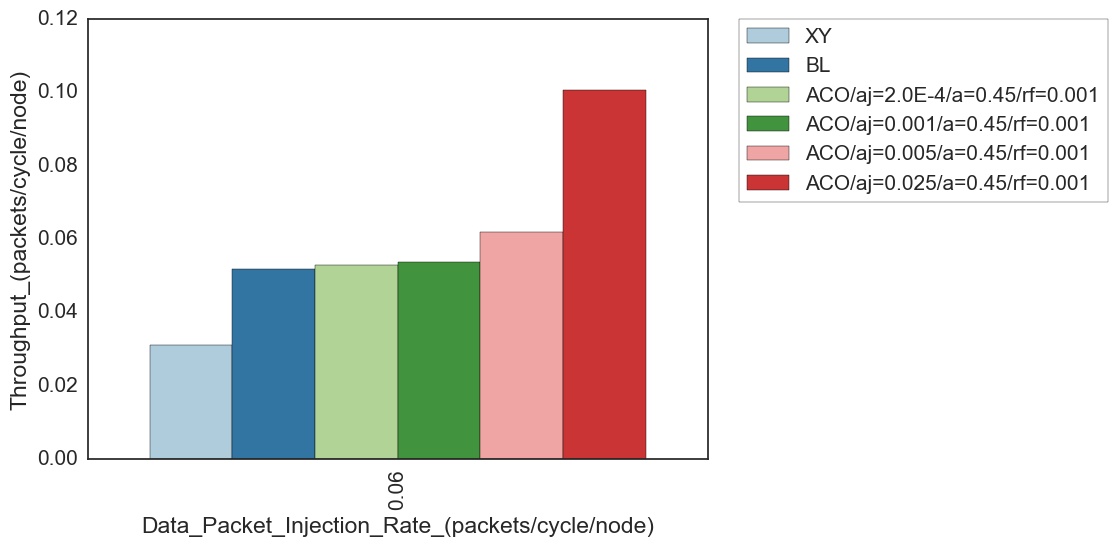 0.12
0.10
0.08
0.06
0.04
0.02
0.00
Throughput_(packets/cycle/node)
0.06
Data_Packet_Injection_Rate_(packets/cycle/node)
XY
BL
ACO/aj=2.0E-4/a=0.45/rf=0.001
ACO/aj=0.001/a=0.45/rf=0.001
ACO/aj=0.005/a=0.45/rf=0.001
ACO/aj=0.025/a=0.45/rf=0.001